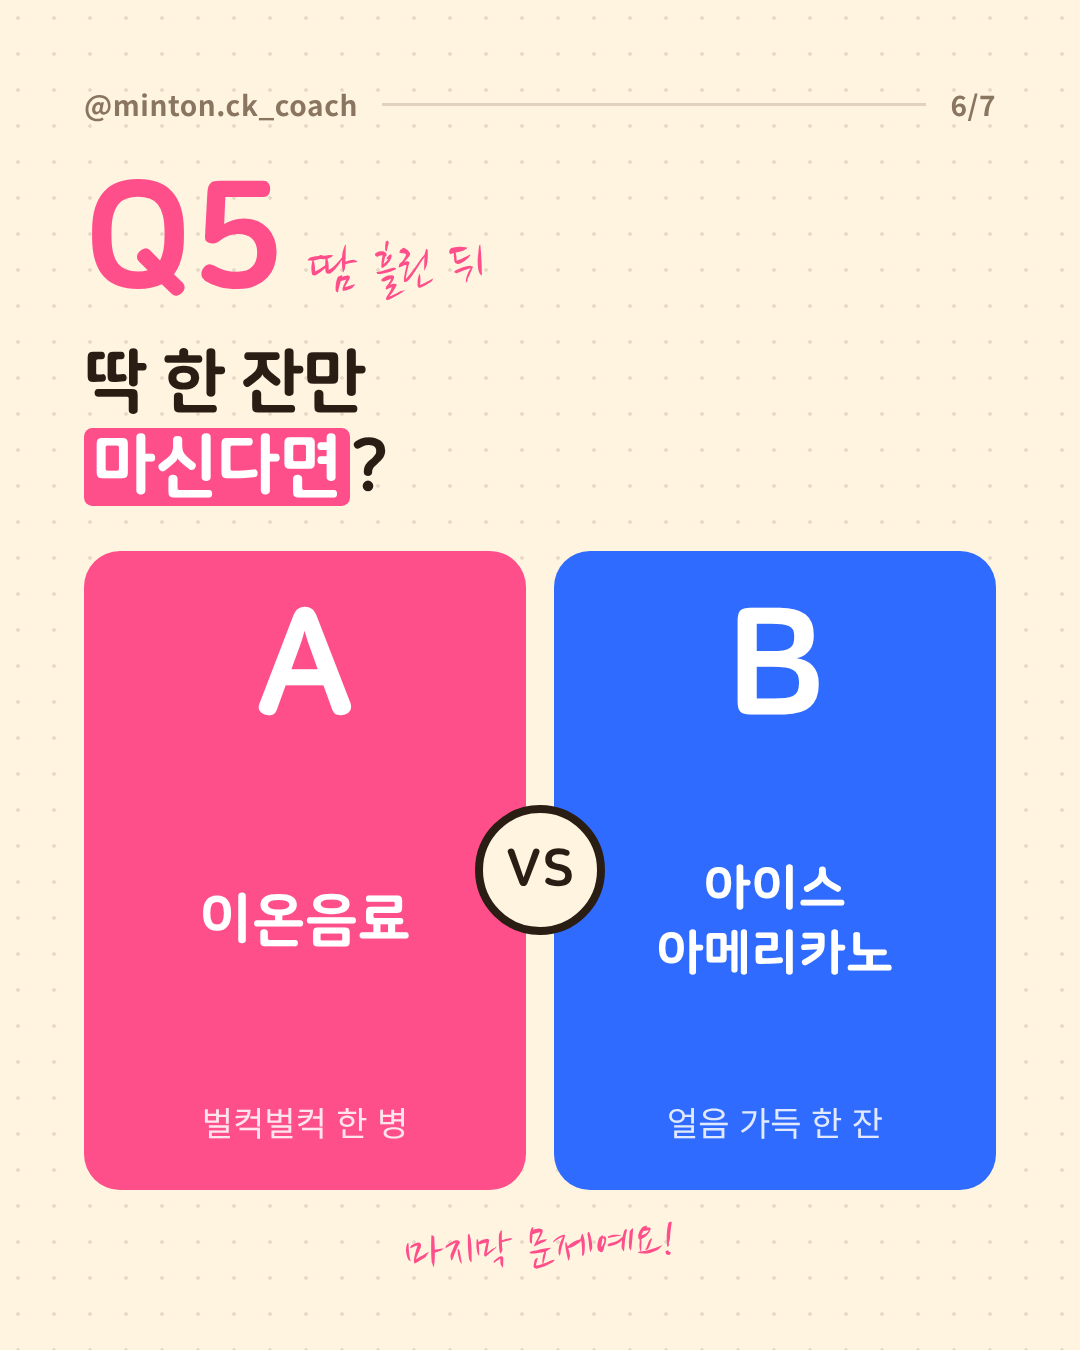 @minton.ck_coach 6/7
Q5 땀 흘린 뒤
딱 한 잔만
마신다면?
A
B
VS
이온음료
아이스
아메리카노
벌컥벌컥 한 병
얼음 가득 한 잔
마지막 문제예요!